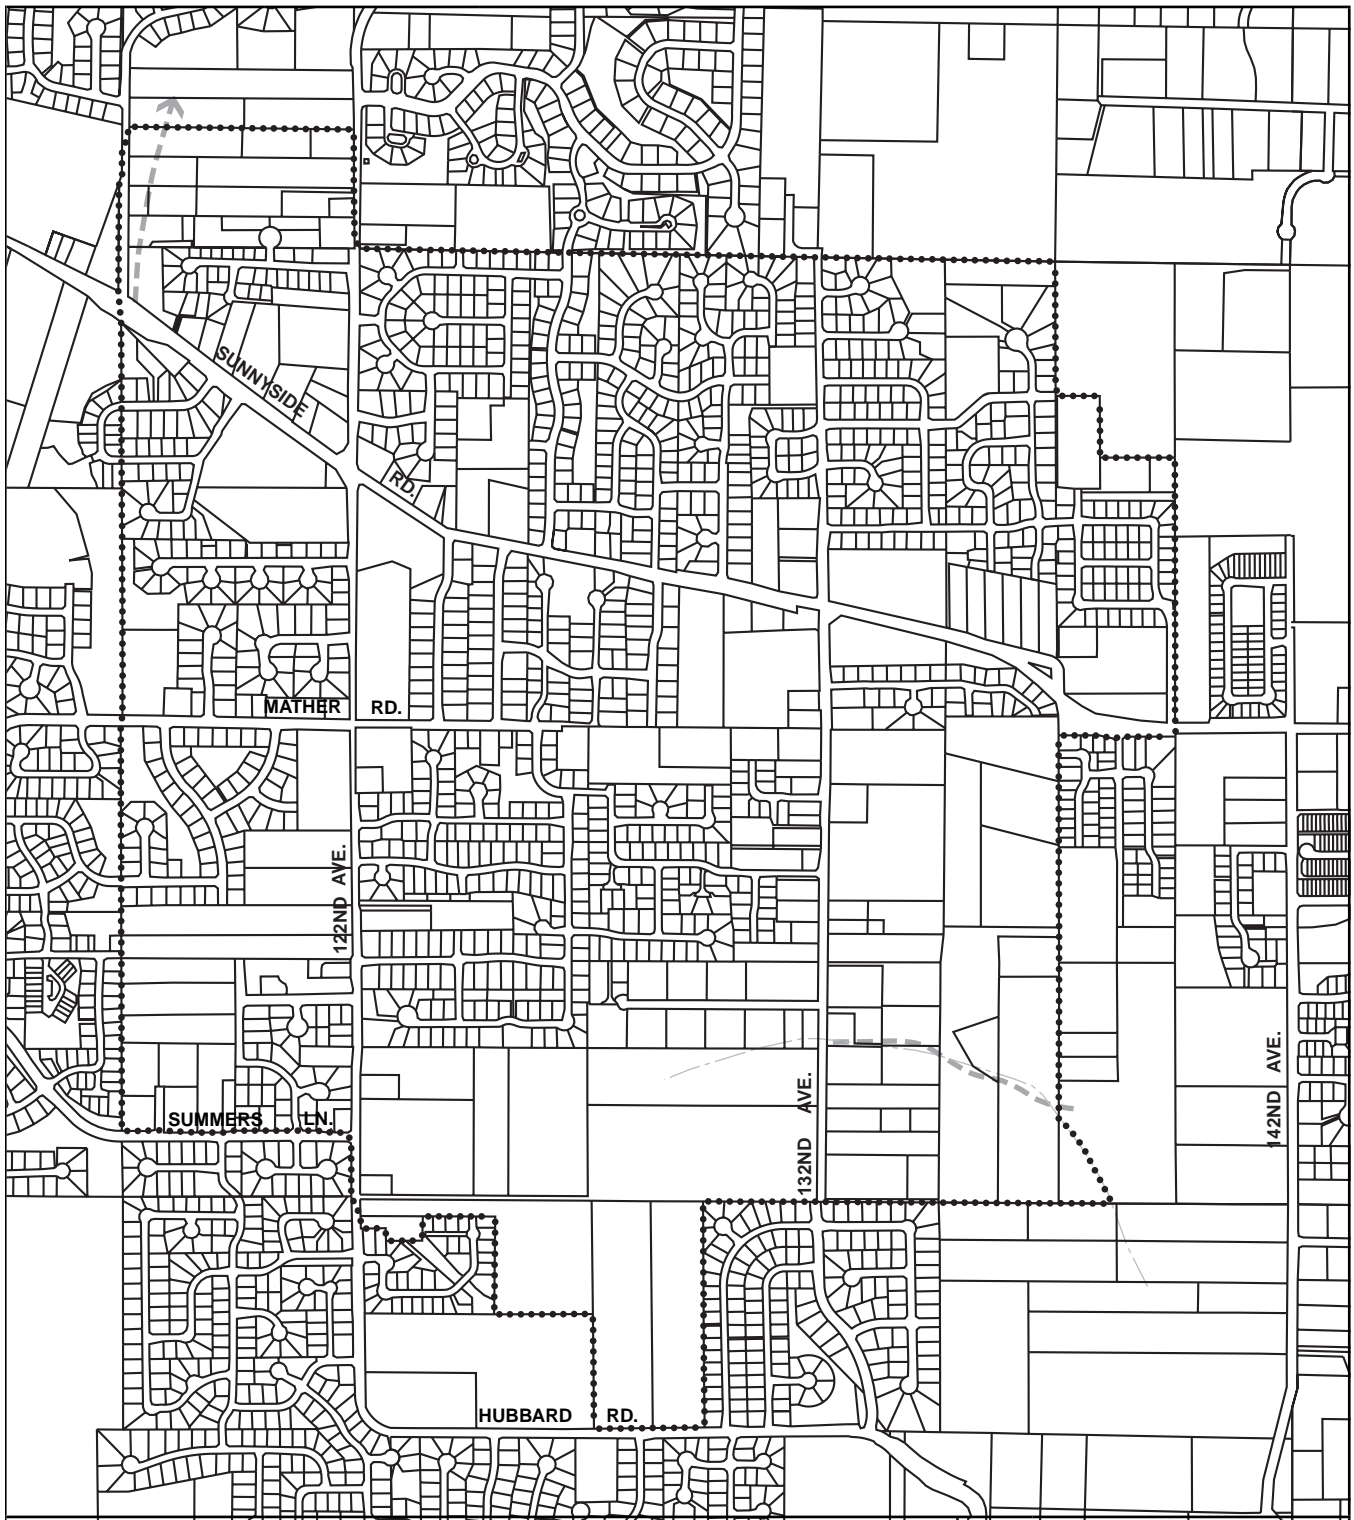 SUNNYSIDE
RD.
MATHER RD.
122ND AVE.
SUMMERS LN.
132ND AVE.
142ND AVE.
HUBBARD RD.